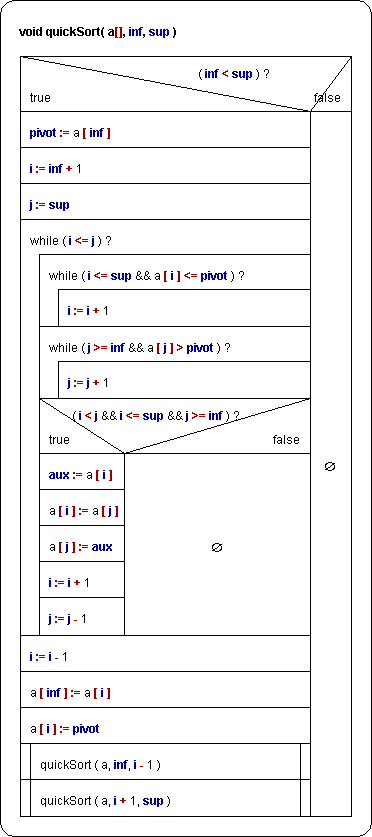 void quickSort( a[], inf, sup )
( inf < sup ) ?
true false
pivot := a [ inf ]
i := inf + 1
j := sup
while ( i <= j ) ?
while ( i <= sup && a [ i ] <= pivot ) ?
i := i + 1
while ( j >= inf && a [ j ] > pivot ) ?
j := j + 1
( i < j && i <= sup && j >= inf ) ?
true false
aux := a [ i ]
a [ i ] := a [ j ]
a [ j ] := aux
i := i + 1
j := j - 1
∅
∅
i := i - 1
a [ inf ] := a [ i ]
a [ i ] := pivot
quickSort ( a, inf, i - 1 )
quickSort ( a, i + 1, sup )